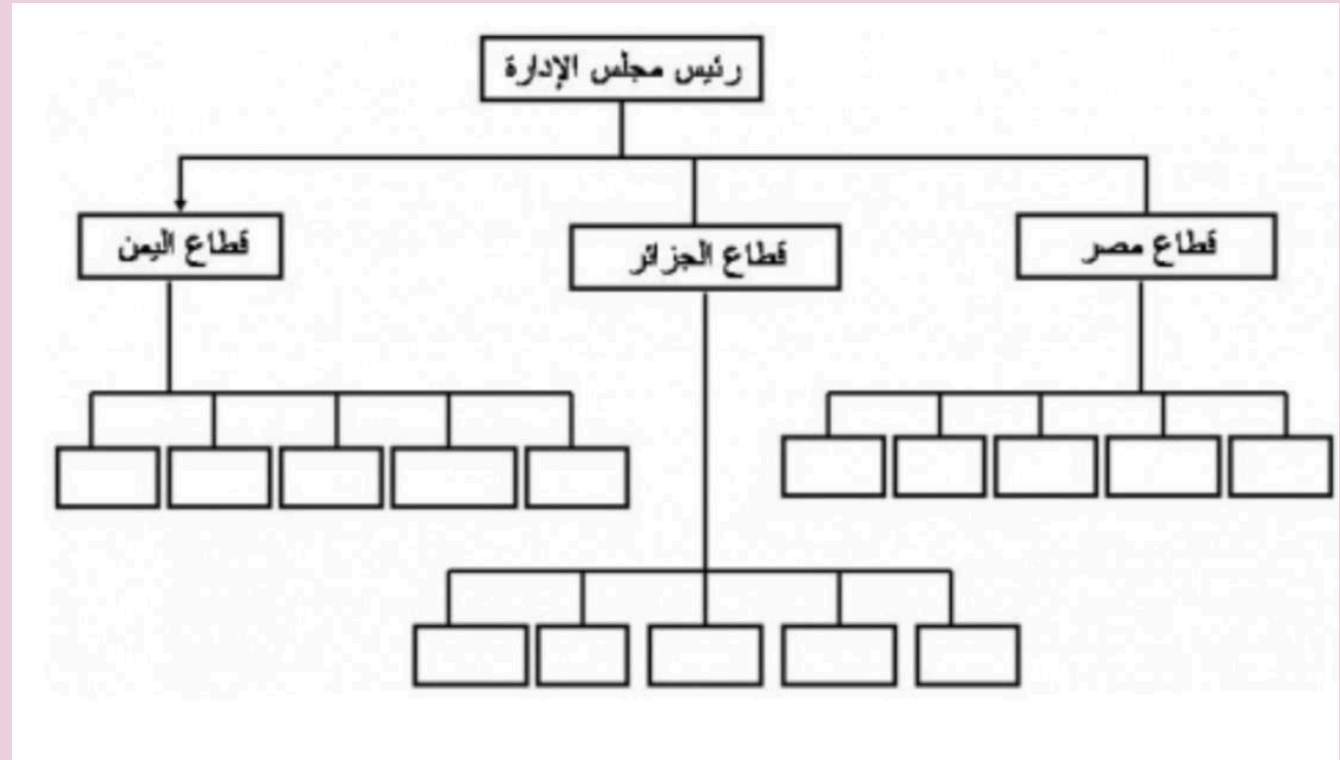 رئيس مجلس الإدارة
قطاع مصر
قطاع الجزائر
قطاع اليمن